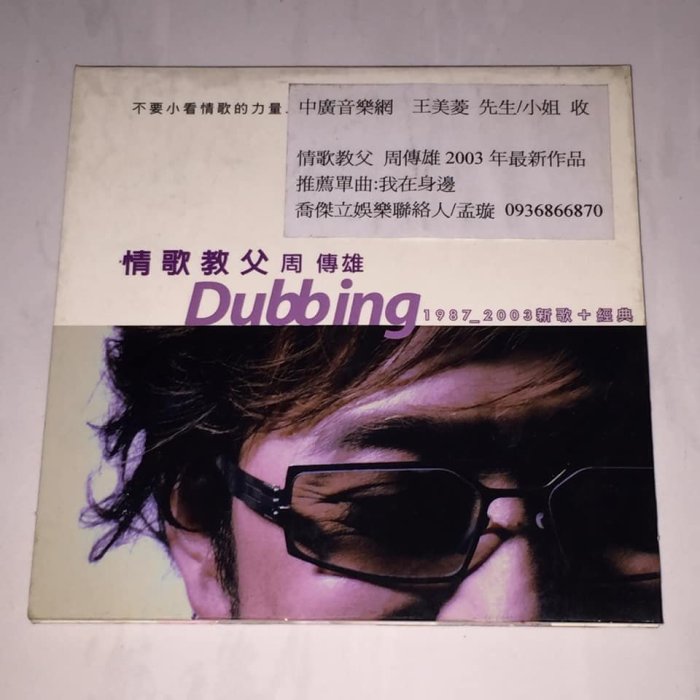 不要小看情歌的力量.
中廣音樂網 王美菱 先生/小姐 收
情歌教父 周傳雄 2003 年最新作品
推薦單曲:我在身邊
喬傑立娛樂聯絡人/孟璇 0936866870
情歌教父 周傳雄
Dubbing
1987_2003新歌+經典